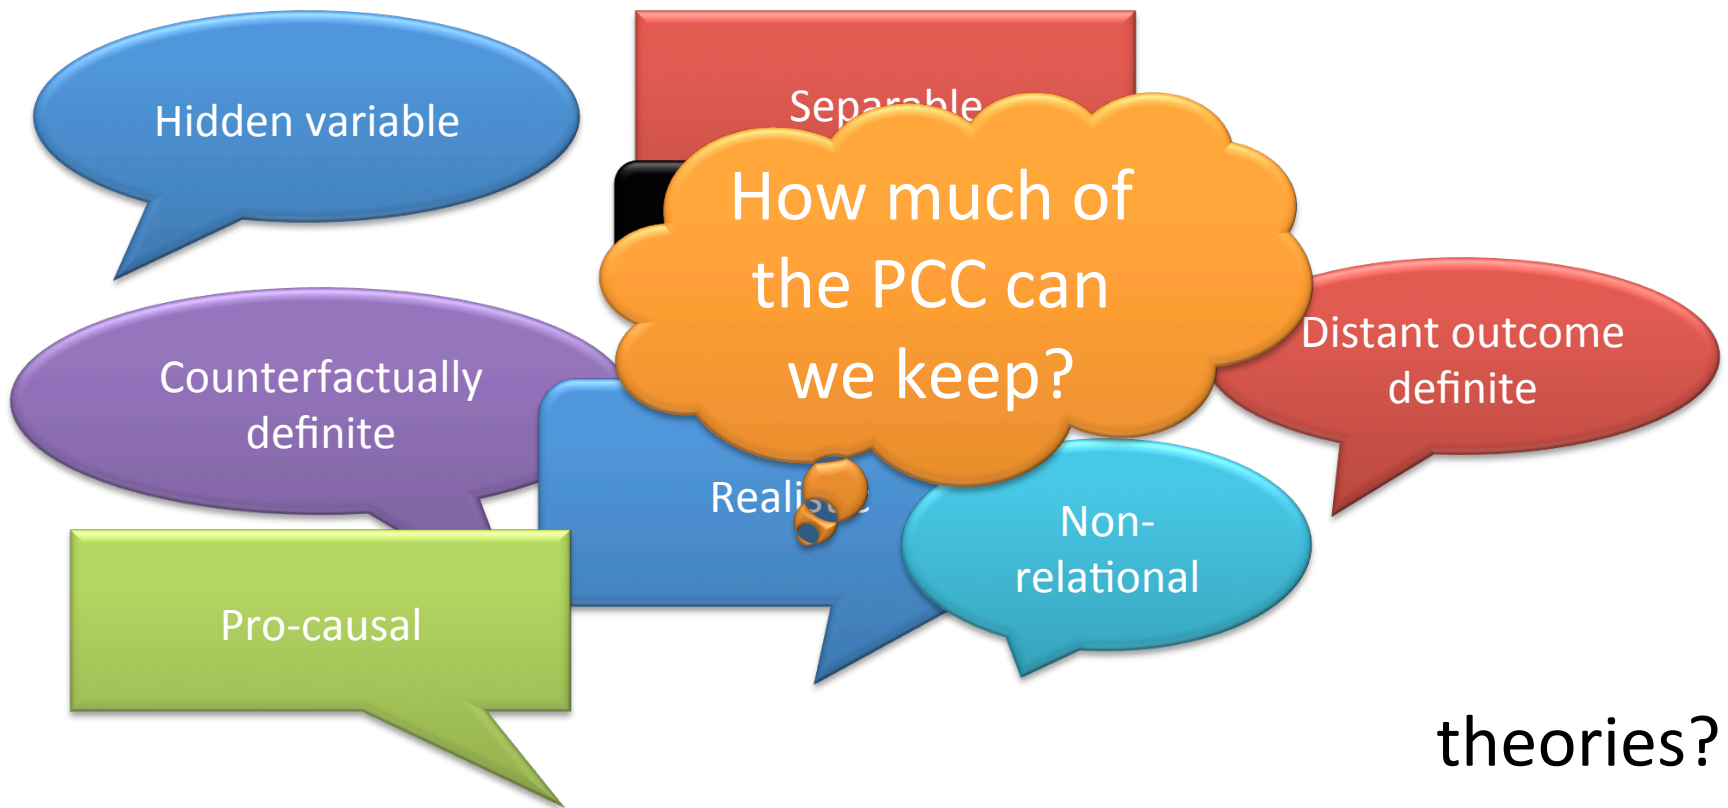 Hidden variable
Separable
How much of
the PCC can
we keep?
Distant outcome
definite
Counterfactually
definite
Realistic
Non-
relational
Pro-causal
theories?